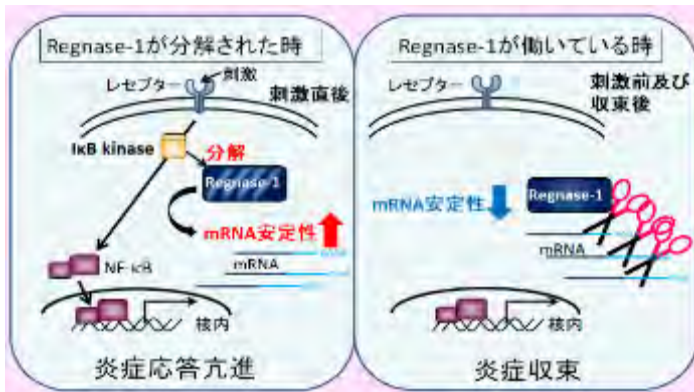 Regnase-1が分解された時
刺激
レセプター
刺激直後
IκB kinase
分解
Regnase-1
mRNA安定性
mRNA
NF-κB
核内
炎症応答亢進
Regnase-1が働いている時
レセプター
刺激前及び
収束後
Regnase-1
mRNA安定性
mRNA
核内
炎症収束